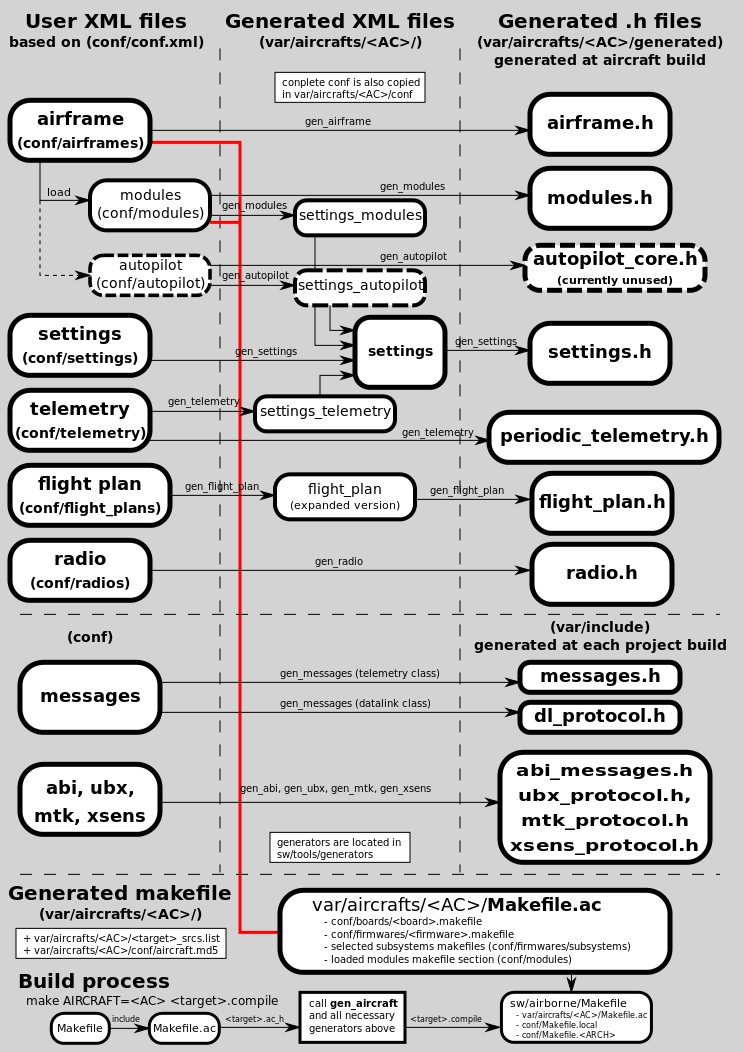 User XML files
based on (conf/conf.xml)
Generated XML files
(var/aircrafts/<AC>/)
Generated .h files
(var/aircrafts/<AC>/generated)
generated at aircraft build
conplete conf is also copied
in var/aircrafts/<AC>/conf
airframe
(conf/airframes)
gen_airframe
airframe.h
load
modules
(conf/modules)
gen_modules
gen_modules
settings_modules
modules.h
autopilot
(conf/autopilot)
gen_autopilot
gen_autopilot
settings_autopilot
autopilot_core.h
(currently unused)
settings
(conf/settings)
gen_settings
settings
gen_settings
settings.h
telemetry
(conf/telemetry)
gen_telemetry
settings_telemetry
gen_telemetry
periodic_telemetry.h
flight plan
(conf/flight_plans)
gen_flight_plan
flight_plan
(expanded version)
gen_flight_plan
flight_plan.h
radio
(conf/radios)
gen_radio
radio.h
(conf)
(var/include)
generated at each project build
messages
gen_messages (telemetry class)
gen_messages (datalink class)
messages.h
dl_protocol.h
abi, ubx,
mtk, xsens
gen_abi, gen_ubx, gen_mtk, gen_xsens
abi_messages.h
ubx_protocol.h,
mtk_protocol.h
xsens_protocol.h
generators are located in
sw/tools/generators
Generated makefile
(var/aircrafts/<AC>/)
+ var/aircrafts/<AC>/<target>_srcs.list
+ var/aircrafts/<AC>/conf/aircraft.md5
var/aircrafts/<AC>/Makefile.ac
- conf/boards/<board>.makefile
- conf/firmwares/<firmware>.makefile
- selected subsystems makefiles (conf/firmwares/subsystems)
- loaded modules makefile section (conf/modules)
Build process
make AIRCRAFT=<AC> <target>.compile
Makefile
include
Makefile.ac
<target>.ac_h
call gen_aircraft
and all necessary
generators above
<target>.compile
sw/airborne/Makefile
- var/aircrafts/<AC>/Makefile.ac
- conf/Makefile.local
- conf/Makefile.<ARCH>